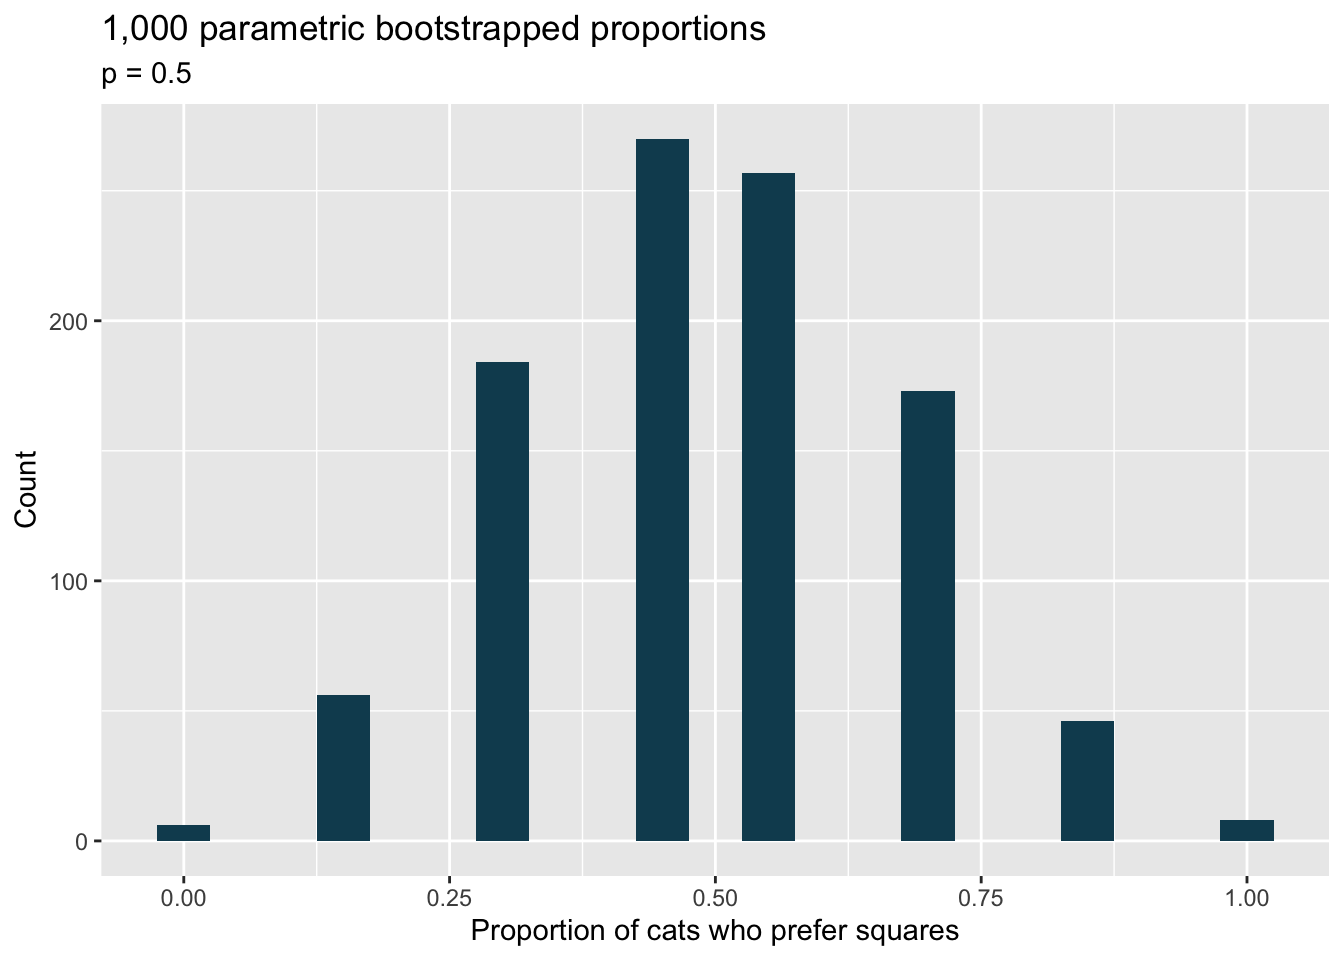 1,000 parametric bootstrapped proportions
p = 0.5
Count
200
100
0
0.00 0.25 0.50 0.75 1.00
Proportion of cats who prefer squares